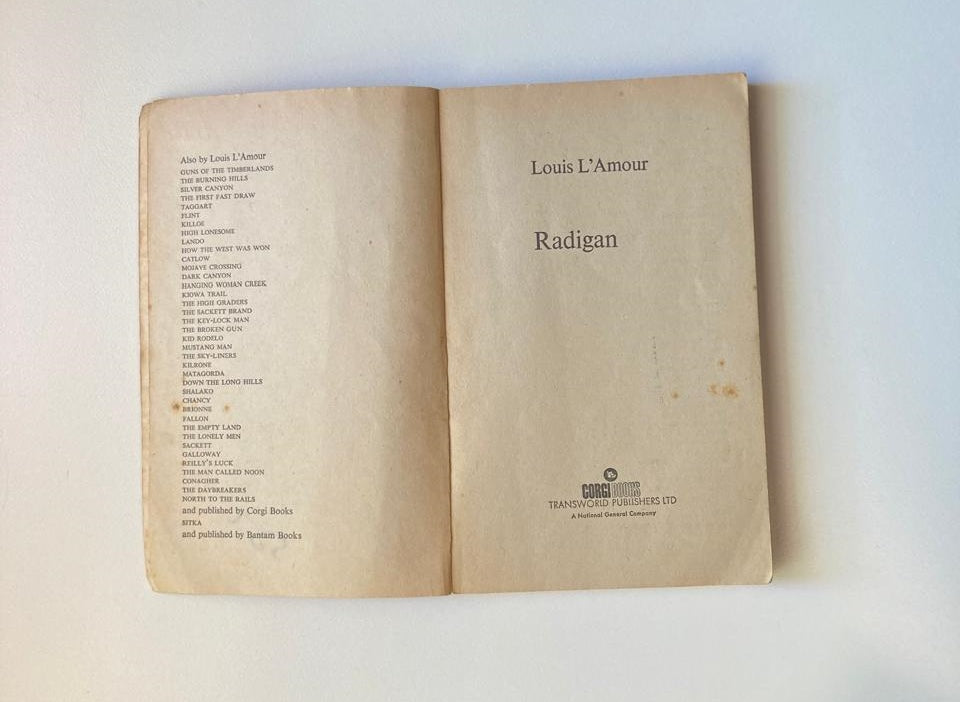 Also by Louis L'Amour
GUNS OF THE TIMBERLANDS
THE BURNING HILLS
SILVER CANYON
THE FIRST FAST DRAW
TAGGART
FLINT
KILLOE
HIGH LONESOME
LANDO
HOW THE WEST WAS WON
CATLOW
MOJAVE CROSSING
DARK CANYON
HANGING WOMAN CREEK
KIOWA TRAIL
THE HIGH GRADERS
THE SACKETT BRAND
THE KEY-LOCK MAN
THE BROKEN GUN
KID RODELO
MUSTANG MAN
THE SKY-LINERS
KILRONE
MATAGORDA
DOWN THE LONG HILLS
SHALAKO
CHANCY
BRIONNE
FALLON
THE EMPTY LAND
THE LONELY MEN
SACKETT
GALLOWAY
REILLY'S LUCK
THE MAN CALLED NOON
CONAGHER
THE DAYBREAKERS
NORTH TO THE RAILS
and published by Corgi Books
SITKA
and published by Bantam Books
Louis L'Amour
Radigan
CORGI BOOKS
TRANSWORLD PUBLISHERS LTD
A National General Company